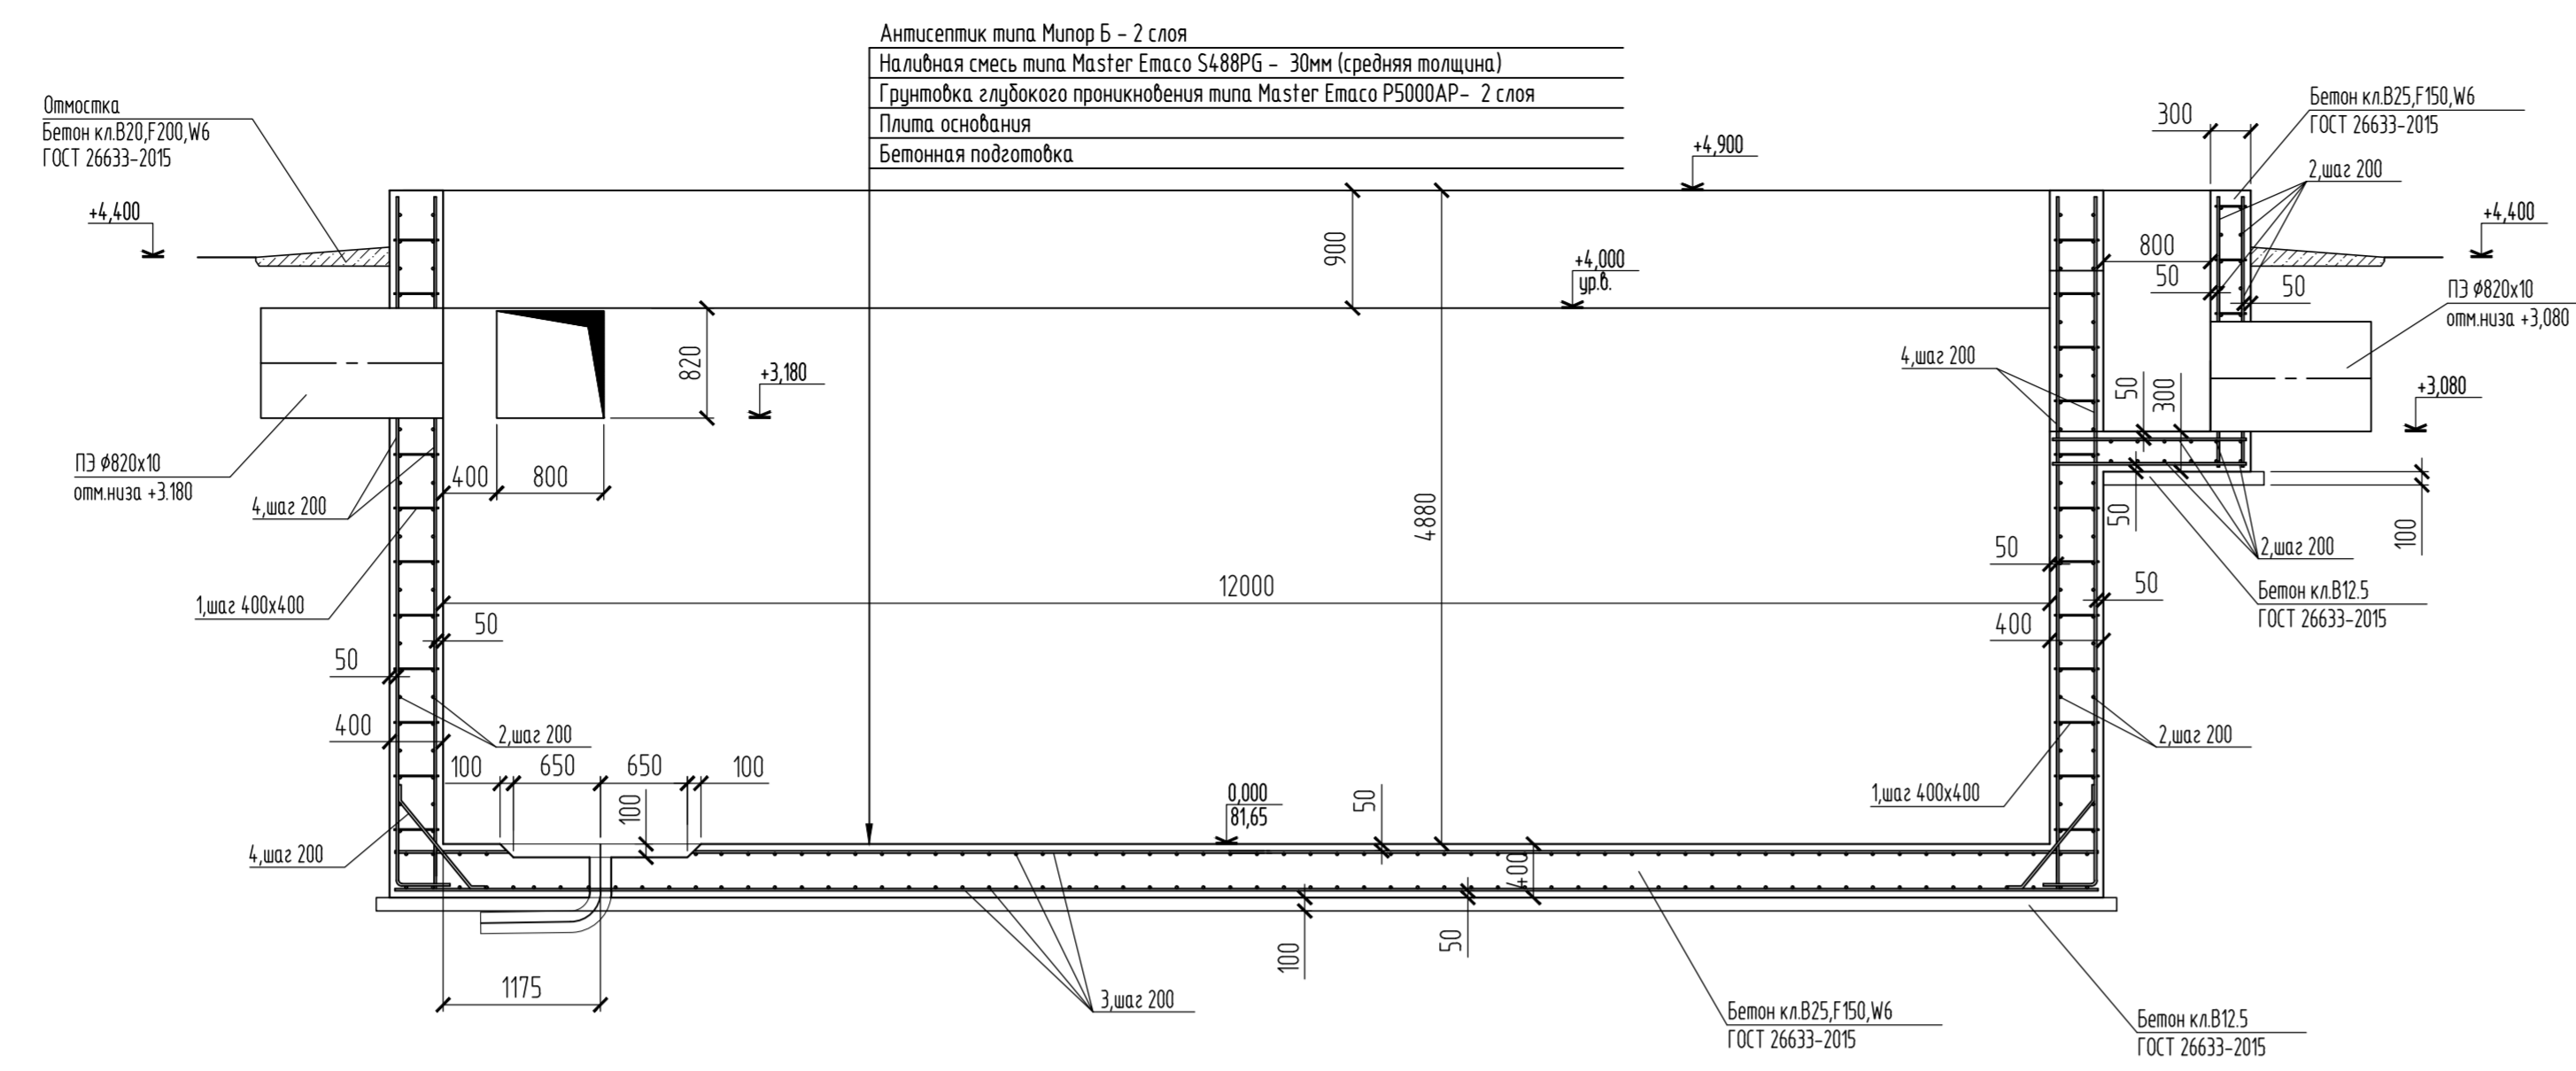 Антисептик типа Мипор Б – 2 слоя
Наливная смесь типа Master Emaco S488PG – 30мм (средняя толщина)
Грунтовка глубокого проникновения типа Master Emaco P5000AP– 2 слоя
Плита основания
Бетонная подготовка
Отмостка
Бетон кл.В20,F200,W6
ГОСТ 26633-2015
+4,400
+4,900
300
Бетон кл.В25,F150,W6
ГОСТ 26633-2015
2,шаг 200
+4,400
900
+4,000
ур.в.
800
50
50
ПЭ ϕ820х10
отм.низа +3,080
820
+3,180
4,шаг 200
50
300
+3,080
ПЭ ϕ820х10
отм.низа +3.180
400
800
4,шаг 200
4880
50
2,шаг 200
100
50
12000
50
Бетон кл.В12.5
ГОСТ 26633-2015
1,шаг 400х400
50
400
50
400
2,шаг 200
2,шаг 200
100
650
650
100
100
0,000
81,65
50
1,шаг 400х400
4,шаг 200
400
1175
100
50
3,шаг 200
Бетон кл.В25,F150,W6
ГОСТ 26633-2015
Бетон кл.В12.5
ГОСТ 26633-2015